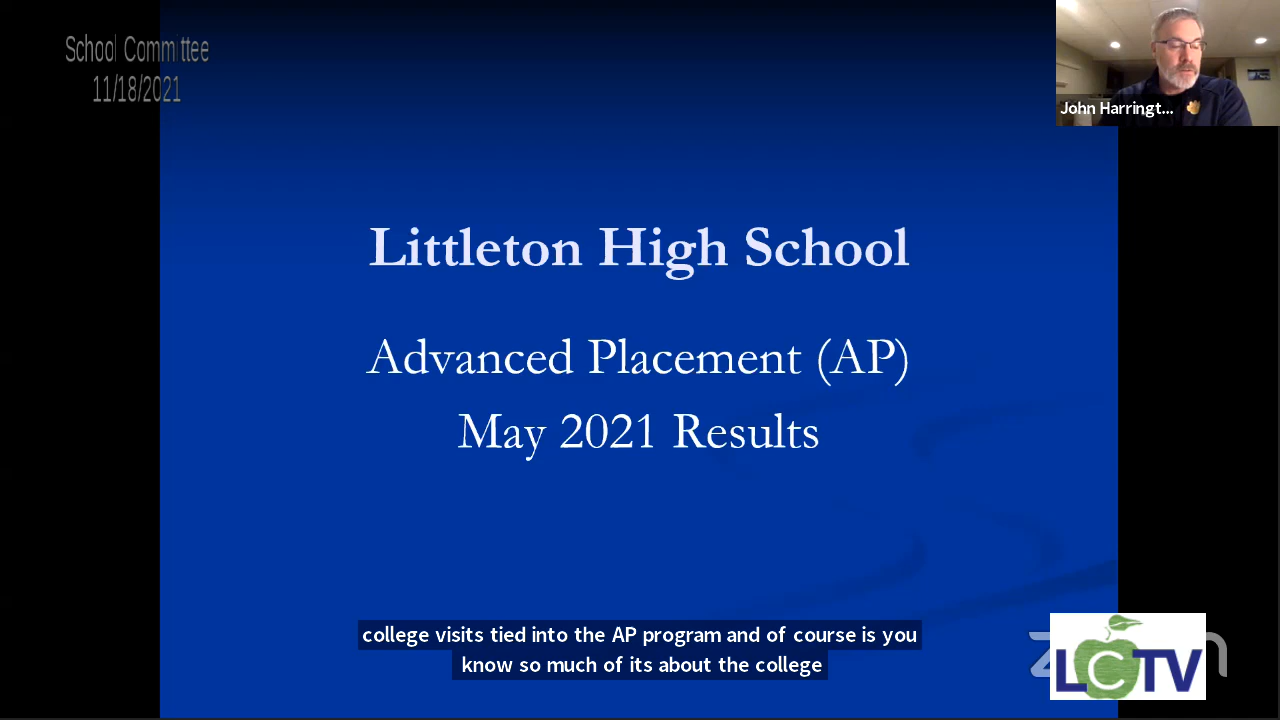 School Committee
11/18/2021
John Harringt...
Littleton High School
Advanced Placement (AP)
May 2021 Results
college visits tied into the AP program and of course is you
know so much of its about the college
LCTV